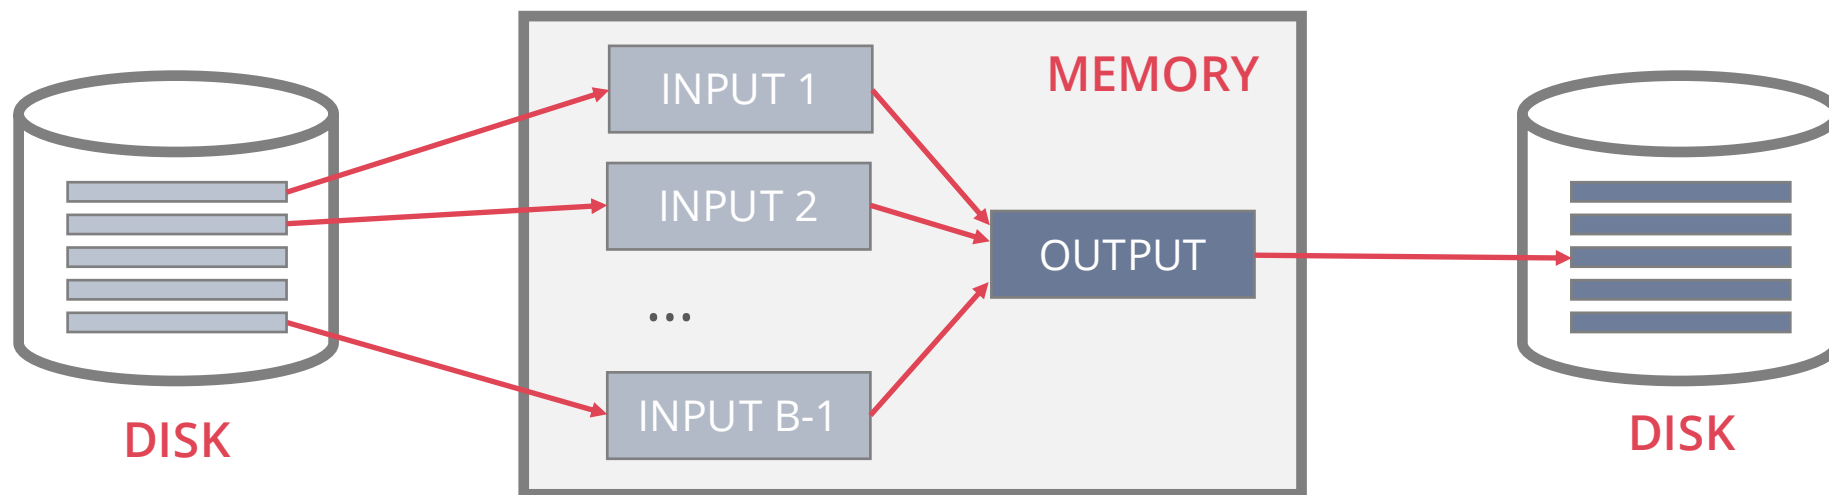 INPUT 1
MEMORY
INPUT 2
OUTPUT
...
INPUT B-1
DISK
DISK